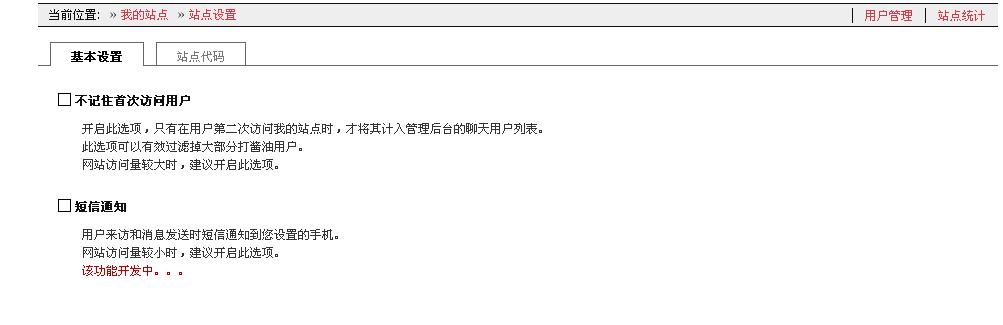 当前位置: » 我的站点 » 站点设置 | 用户管理 | 站点统计
基本设置 站点代码
不记住首次访问用户
开启此选项，只有在用户第二次访问我的站点时，才将其计入管理后台的聊天用户列表。
此选项可以有效过滤掉大部分打酱油用户。
网站访问量较大时，建议开启此选项。
短信通知
用户来访和消息发送时短信通知到您设置的手机。
网站访问量较小时，建议开启此选项。
该功能开发中。。。